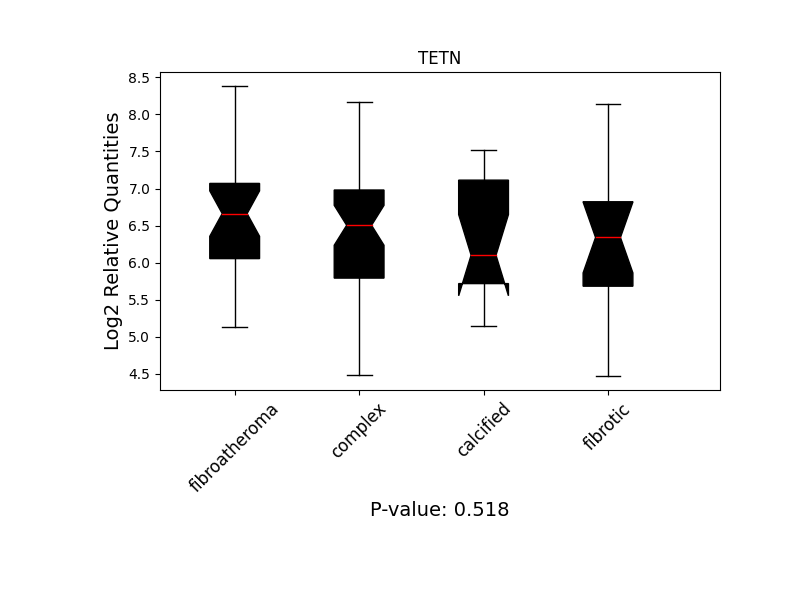 TETN
Log2 Relative Quantities
8.5
8.0
7.5
7.0
6.5
6.0
5.5
5.0
4.5
fibroatheroma
complex
calcified
fibrotic
P-value: 0.518